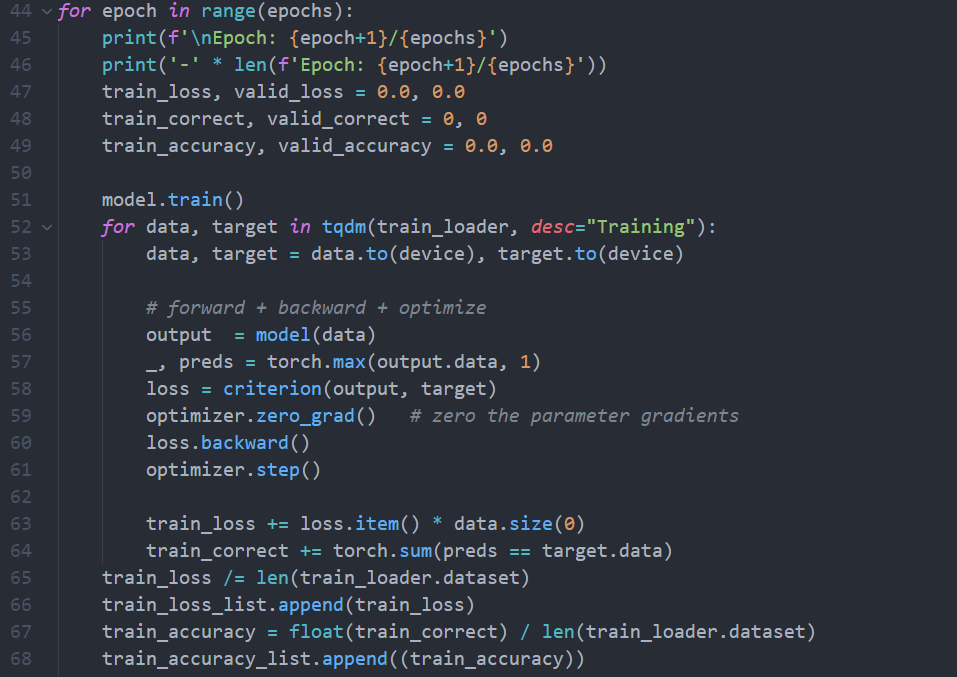 44 for epoch in range(epochs):
45     print(f'\nEpoch: {epoch+1}/{epochs}')
46     print('-' * len(f'Epoch: {epoch+1}/{epochs}'))
47     train_loss, valid_loss = 0.0, 0.0
48     train_correct, valid_correct = 0, 0
49     train_accuracy, valid_accuracy = 0.0, 0.0
50
51     model.train()
52     for data, target in tqdm(train_loader, desc="Training"):
53         data, target = data.to(device), target.to(device)
54
55         # forward + backward + optimize
56         output  = model(data)
57         _, preds = torch.max(output.data, 1)
58         loss = criterion(output, target)
59         optimizer.zero_grad()   # zero the parameter gradients
60         loss.backward()
61         optimizer.step()
62
63         train_loss += loss.item() * data.size(0)
64         train_correct += torch.sum(preds == target.data)
65     train_loss /= len(train_loader.dataset)
66     train_loss_list.append(train_loss)
67     train_accuracy = float(train_correct) / len(train_loader.dataset)
68     train_accuracy_list.append((train_accuracy))